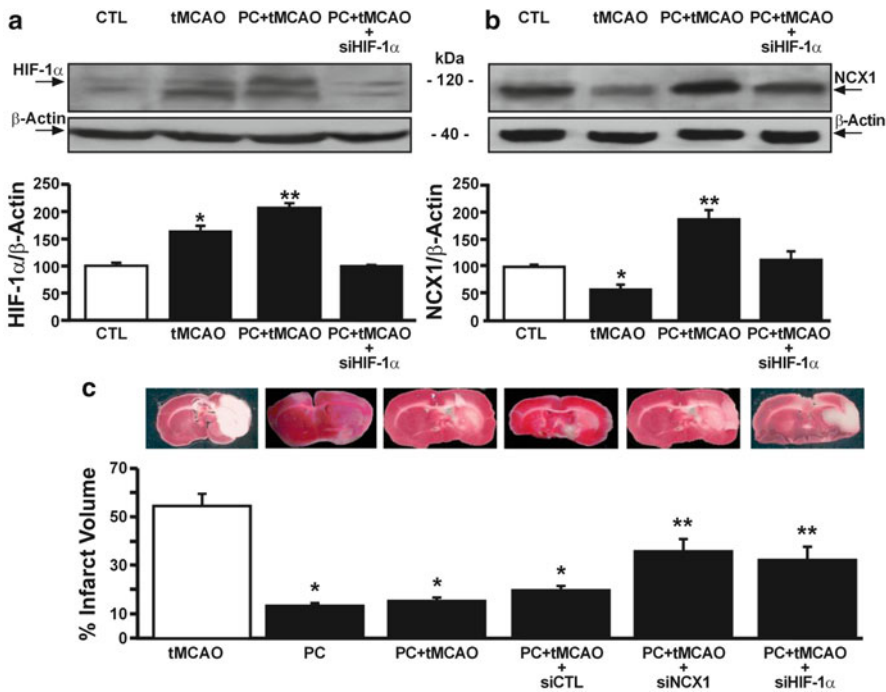 a
CTL tMCAO PC+tMCAO PC+tMCAO
+
siHIF-1α
HIF-1α
β-Actin
kDa
- 120 -
- 40 -
b
CTL tMCAO PC+tMCAO PC+tMCAO
+
siHIF-1α
NCX1
β-Actin
HIF-1α/β-Actin
250
200
150
100
50
0
*
**
CTL tMCAO PC+tMCAO PC+tMCAO
+
siHIF-1α
NCX1/β-Actin
250
200
150
100
50
0
*
**
CTL tMCAO PC+tMCAO PC+tMCAO
+
siHIF-1α
c
% Infarct Volume
70
50
30
10
0
*
*
*
**
**
tMCAO PC PC+tMCAO PC+tMCAO PC+tMCAO PC+tMCAO
+ + +
siCTL siNCX1 siHIF-1α